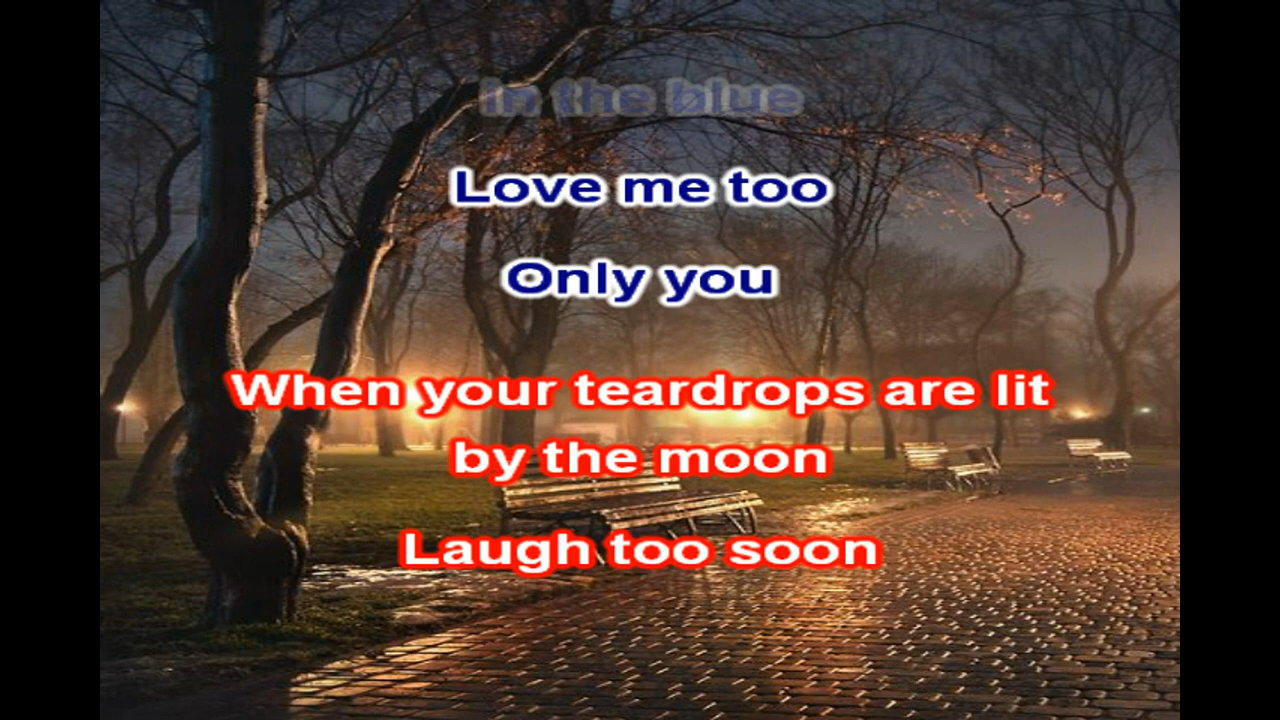 In the blue
Love me too
Only you
When your teardrops are lit
by the moon
Laugh too soon